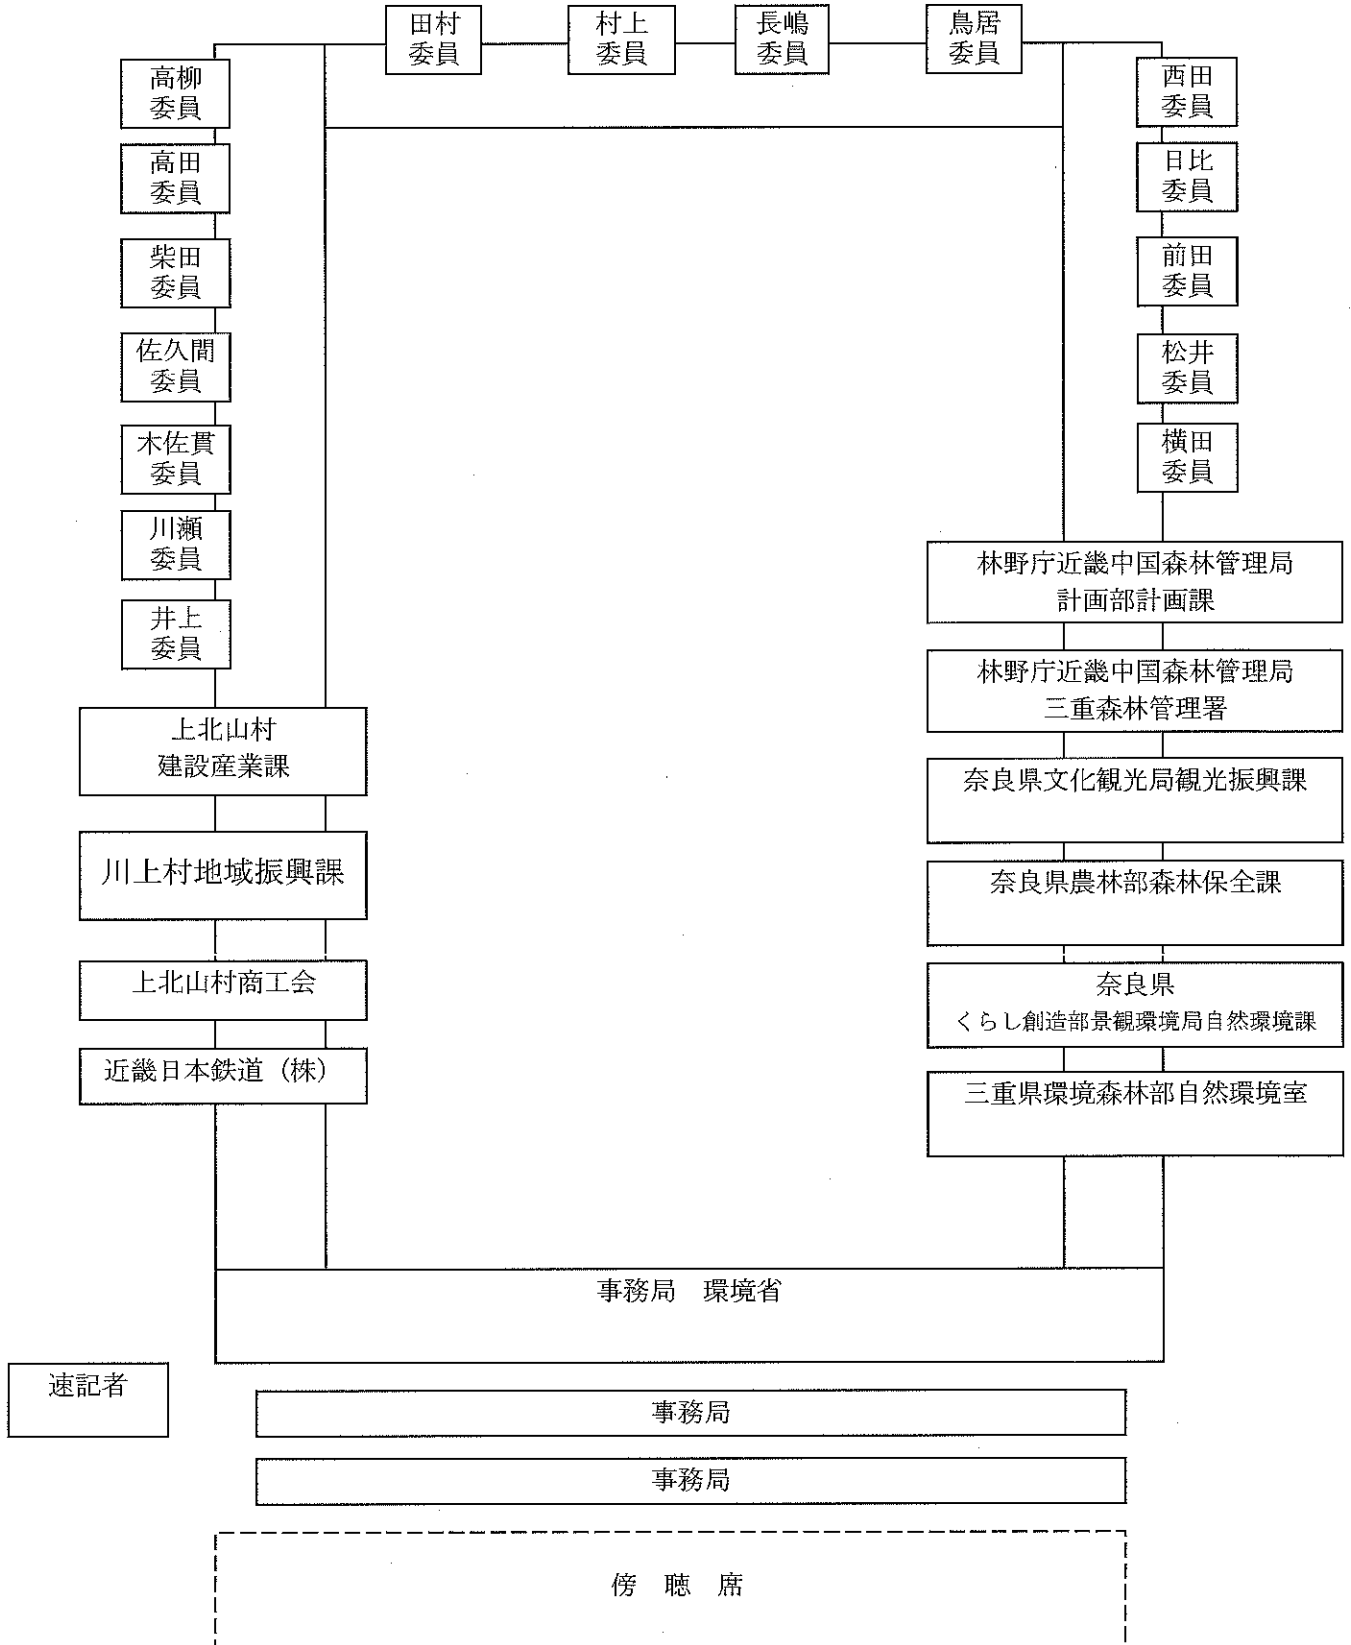 田村
委員
村上
委員
長嶋
委員
鳥居
委員
高柳
委員
高田
委員
柴田
委員
佐久間
委員
木佐貫
委員
川瀬
委員
井上
委員
上北山村
建設産業課
川上村地域振興課
上北山村商工会
近畿日本鉄道（株）
西田
委員
日比
委員
前田
委員
松井
委員
横田
委員
林野庁近畿中国森林管理局
計画部計画課
林野庁近畿中国森林管理局
三重森林管理署
奈良県文化観光局観光振興課
奈良県農林部森林保全課
奈良県
くらし創造部景観環境局自然環境課
三重県環境森林部自然環境室
事務局　環境省
速記者
事務局
事務局
傍　聴　席